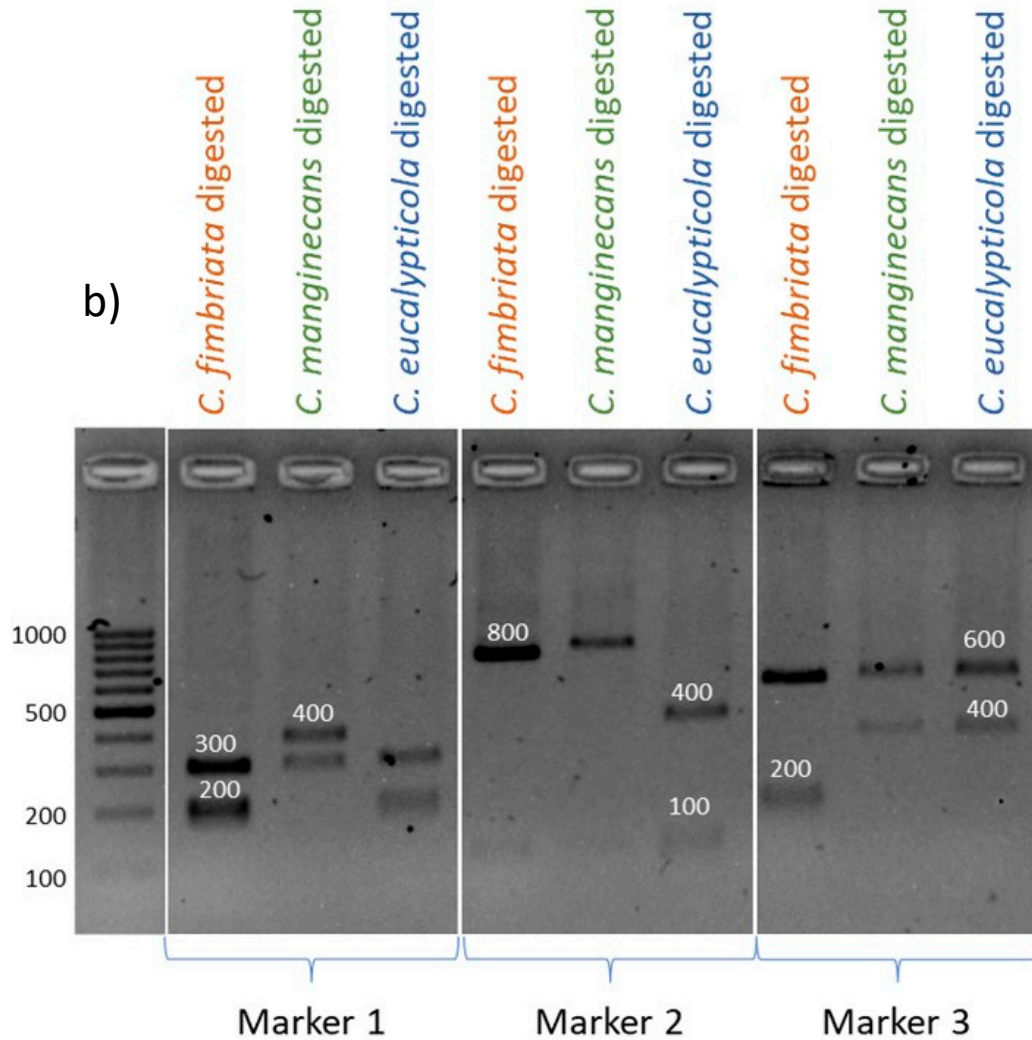 b)
C. fimbriata digested
C. manginecans digested
C. eucalypticola digested
C. fimbriata digested
C. manginecans digested
C. eucalypticola digested
C. fimbriata digested
C. manginecans digested
C. eucalypticola digested
1000
500
200
100
300
200
400
800
400
100
200
600
400
Marker 1
Marker 2
Marker 3